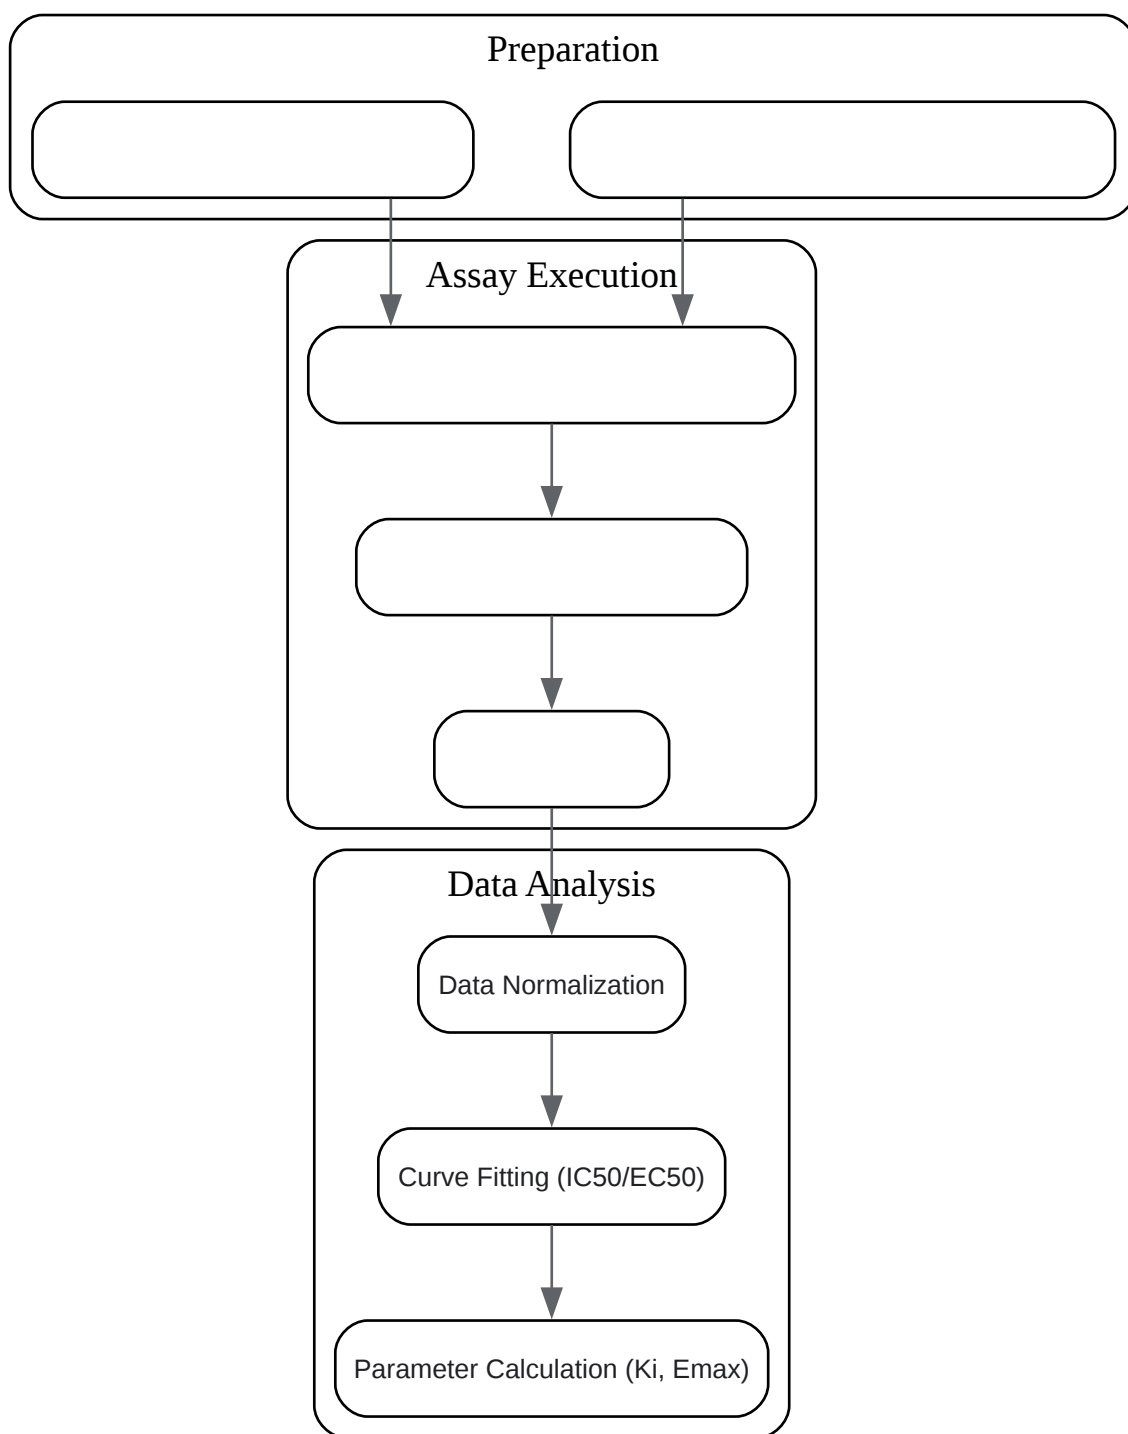 Preparation
Assay Execution
Data Analysis
Data Normalization
Curve Fitting (IC50/EC50)
Parameter Calculation (Ki, Emax)